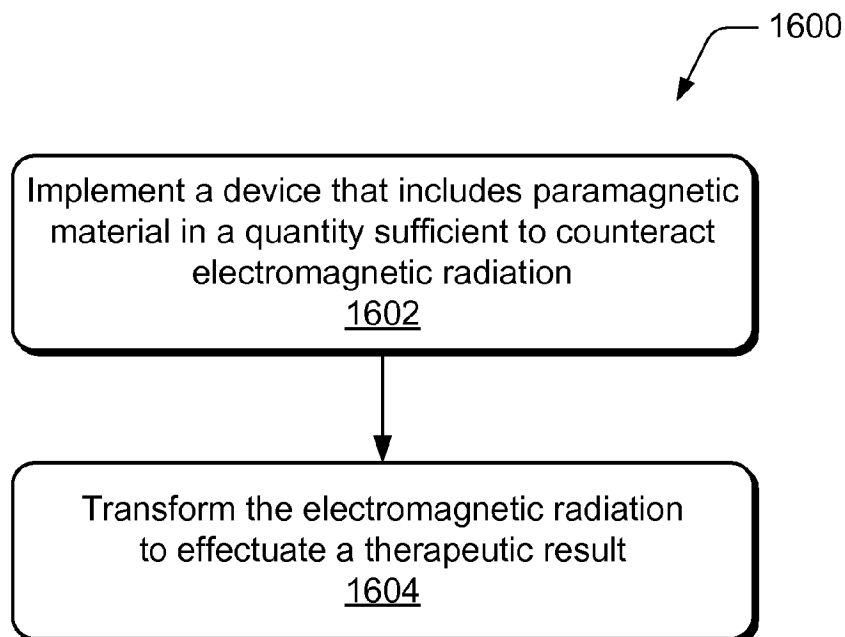 1600
Implement a device that includes paramagnetic
material in a quantity sufficient to counteract
electromagnetic radiation
1602
Transform the electromagnetic radiation
to effectuate a therapeutic result
1604